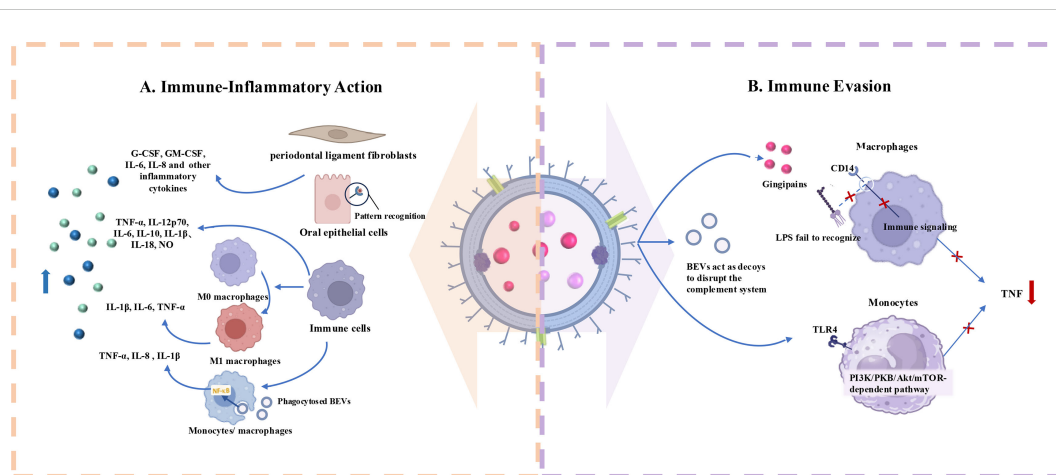 A. Immune-Inflammatory Action
G-CSF, GM-CSF,
IL-6, IL-8 and other
inflammatory
cytokines
periodontal ligament fibroblasts
Pattern recognition
Oral epithelial cells
TNF-α, IL-12p70,
IL-6, IL-10, IL-1β、
IL-18, NO
M0 macrophages
Immune cells
IL-1β, IL-6, TNF-α
M1 macrophages
TNF-α, IL-8 , IL-1β
NF-κB
Phagocytosed BEVs
Monocytes/ macrophages
B. Immune Evasion
Macrophages
CD14
Gingipains
LPS fail to recognize
Immune signaling
BEVs act as decoys
to disrupt the
complement system
TNF
Monocytes
TLR4
PI3K/PKB/Akt/mTOR-
dependent pathway